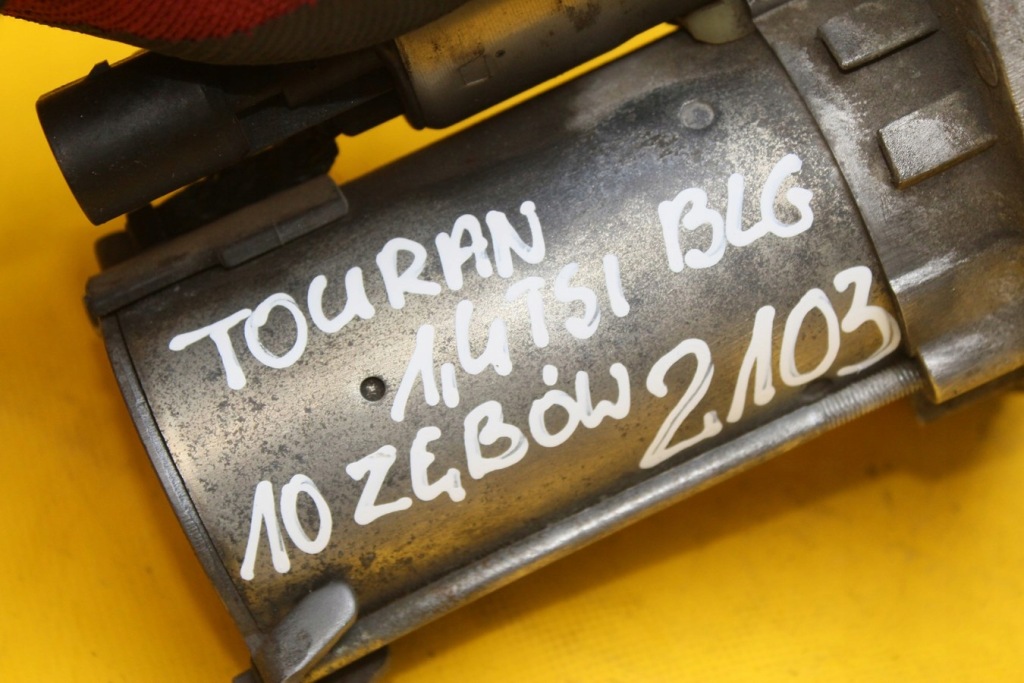 TOURAN
1,4TSI BLG
10 ZĘBÓW 2103